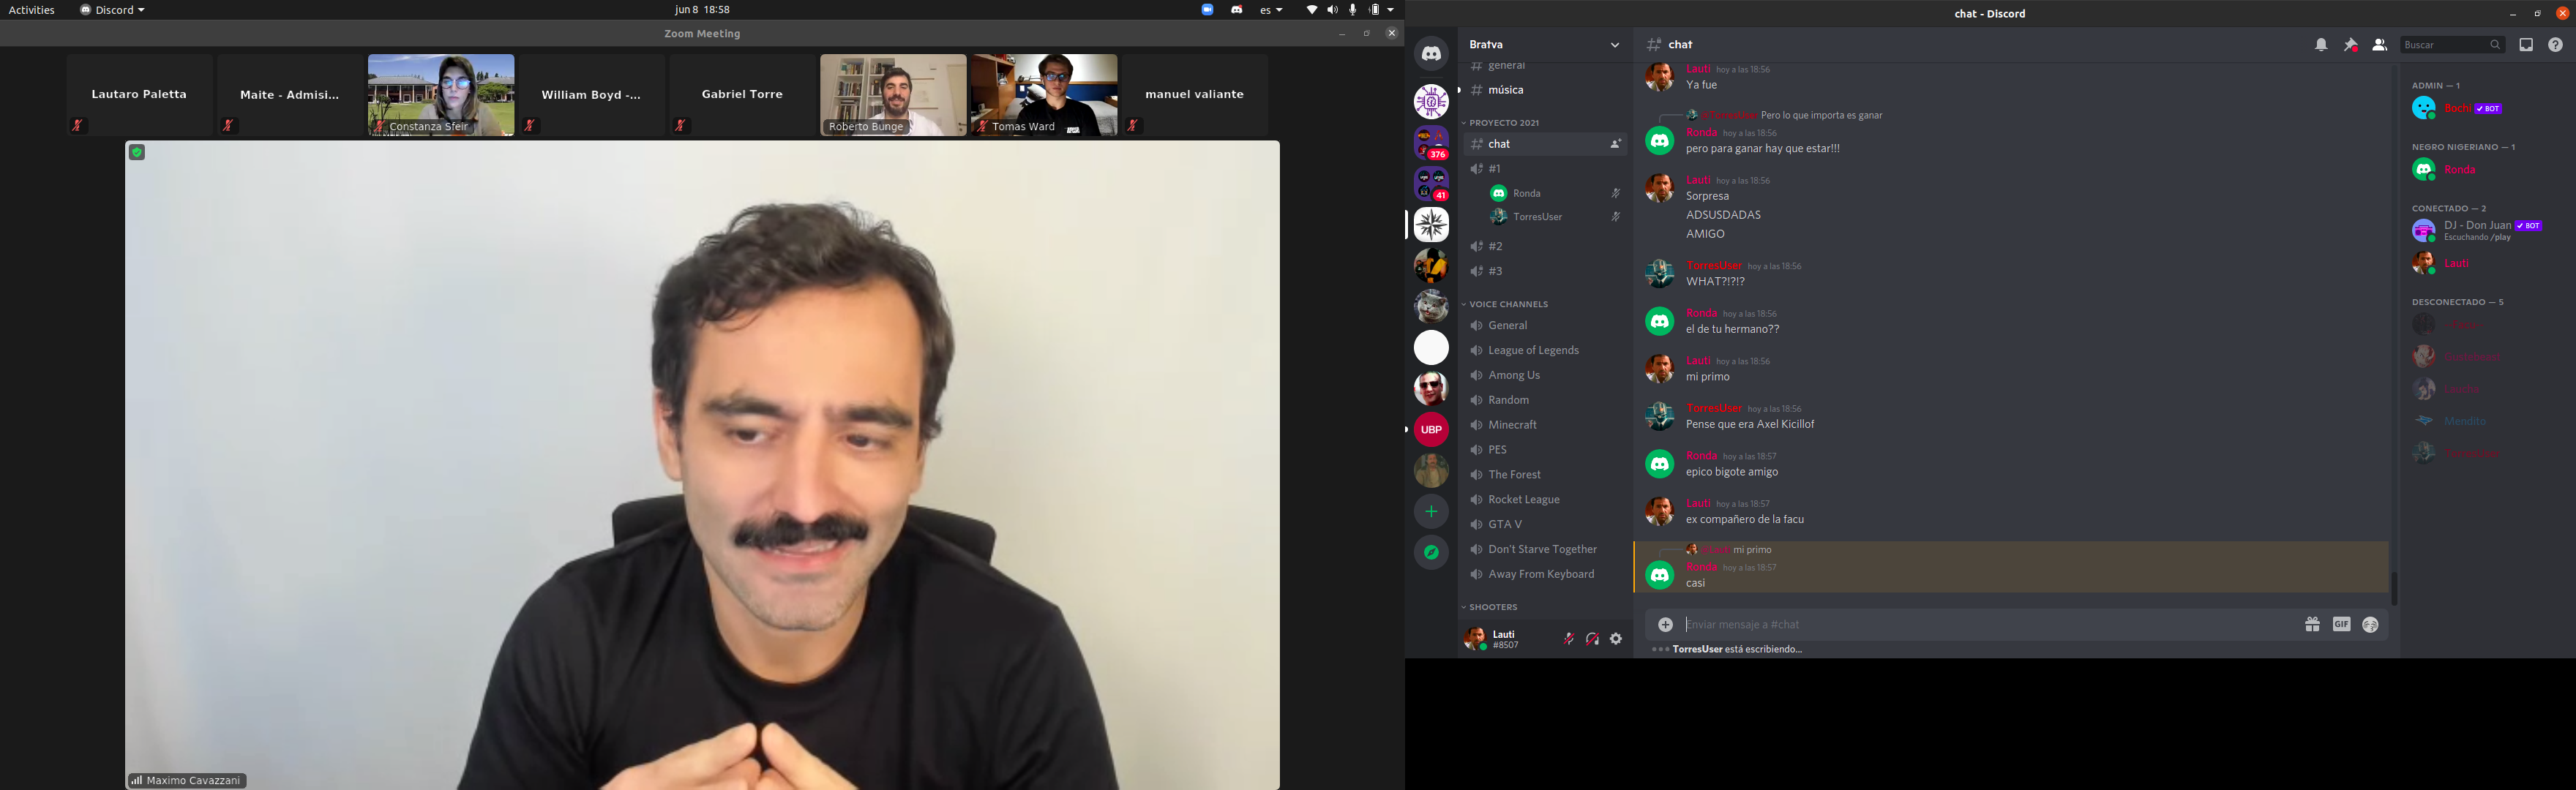 Activities
Discord
jun 8 18:58
es
Zoom Meeting
Lautaro Paletta
Maite - Admisi...
Constanza Sfeir
William Boyd -...
Gabriel Torre
Roberto Bunge
Tomas Ward
manuel valiante
Maximo Cavazzani
chat - Discord
Bratva
general
música
PROYECTO 2021
chat
#1
Ronda
TorresUser
#2
#3
VOICE CHANNELS
General
League of Legends
Among Us
Random
Minecraft
PES
The Forest
Rocket League
GTA V
Don't Starve Together
Away From Keyboard
SHOOTERS
Lauti
#8507
376
41
UBP
chat
Buscar
Lauti hoy a las 18:56
Ya fue
Pero lo que importa es ganar
Ronda hoy a las 18:56
pero para ganar hay que estar!!!
Lauti hoy a las 18:56
Sorpresa
ADSUSDADAS
AMIGO
TorresUser hoy a las 18:56
WHAT?!?!?
Ronda hoy a las 18:56
el de tu hermano??
Lauti hoy a las 18:56
mi primo
TorresUser hoy a las 18:56
Pense que era Axel Kicillof
Ronda hoy a las 18:57
epico bigote amigo
Lauti hoy a las 18:57
ex compañero de la facu
mi primo
Ronda hoy a las 18:57
casi
Enviar mensaje a #chat
GIF
TorresUser está escribiendo...
ADMIN — 1
Bochi BOT
NEGRO NIGERIANO — 1
Ronda
CONECTADO — 2
DJ - Don Juan BOT
Escuchando /play
Lauti
DESCONECTADO — 5
Mendito